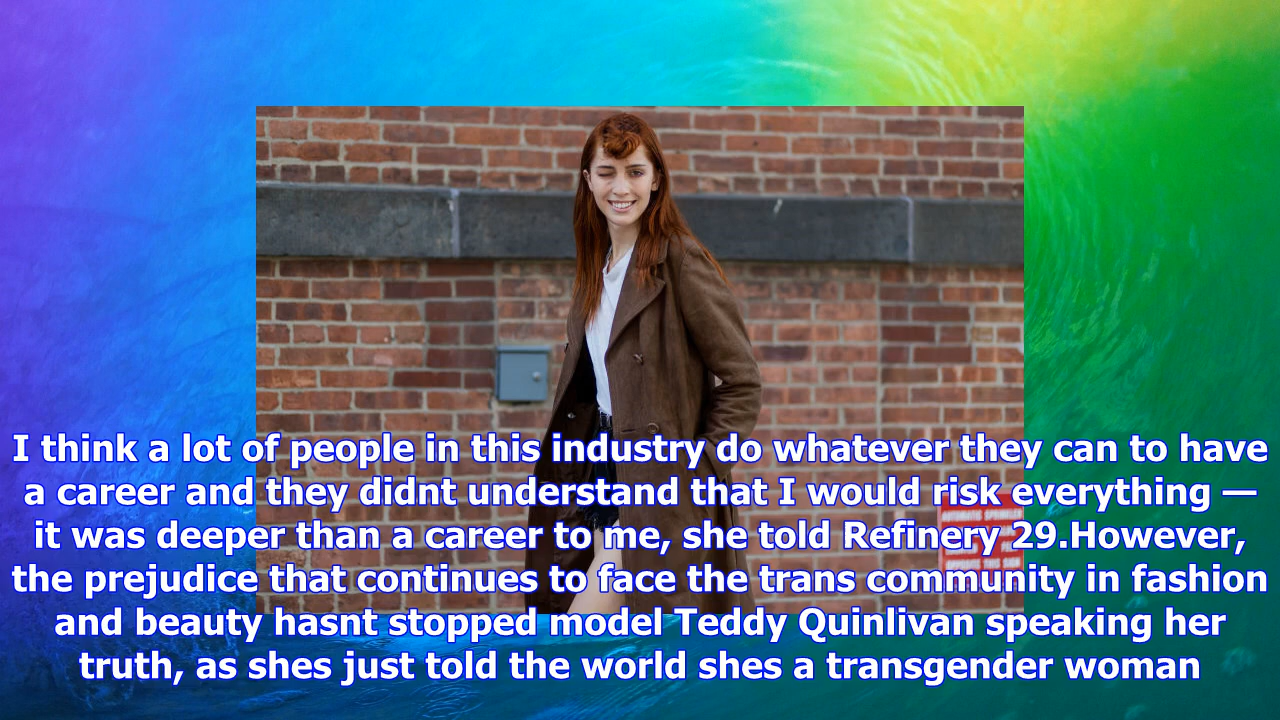 I think a lot of people in this industry do whatever they can to have
a career and they didnt understand that I would risk everything —
it was deeper than a career to me, she told Refinery 29.However,
the prejudice that continues to face the trans community in fashion
and beauty hasnt stopped model Teddy Quinlivan speaking her
truth, as shes just told the world shes a transgender woman